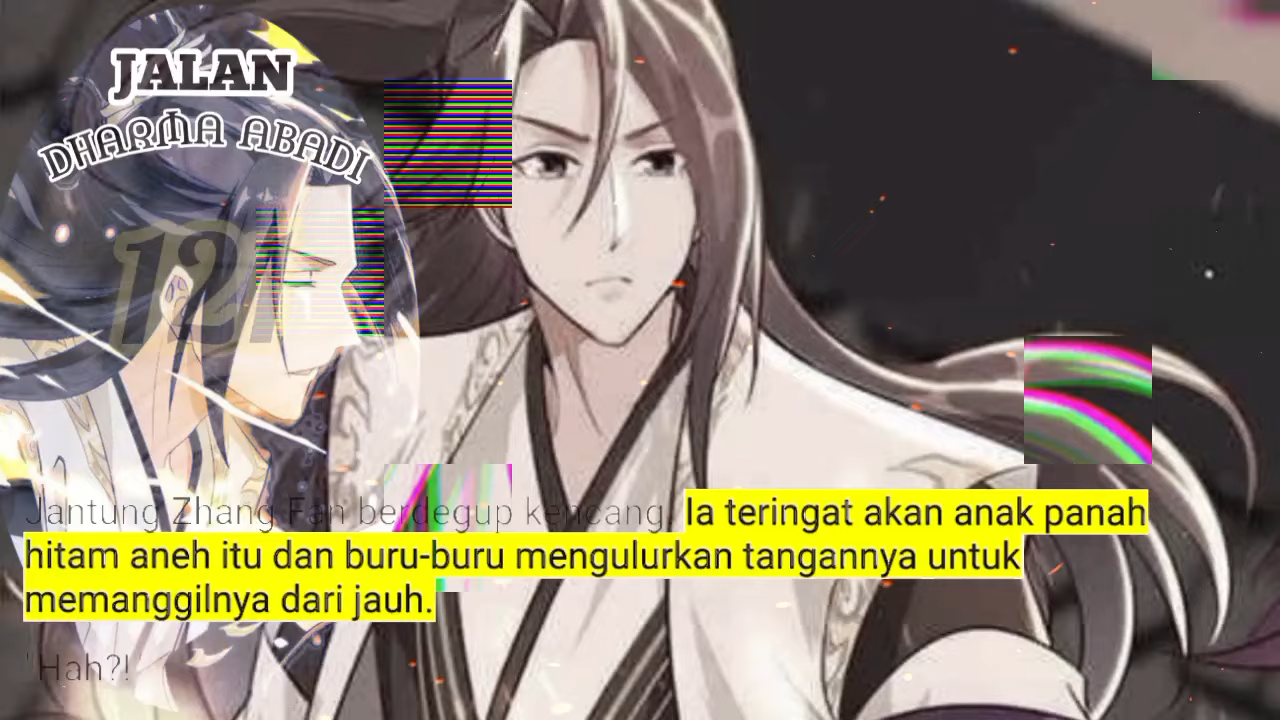 JALAN
DHARMA ABADI
121
Jantung Zhang Fan berdegup kencang. Ia teringat akan anak panah
hitam aneh itu dan buru-buru mengulurkan tangannya untuk
memanggilnya dari jauh.
"Hah?!"